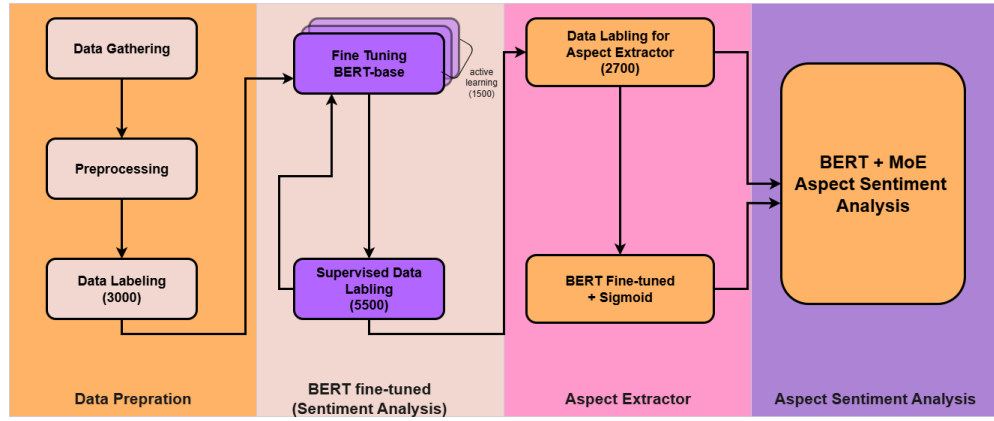 Data Gathering
Preprocessing
Data Labeling
(3000)
Data Prepration
Fine Tuning
BERT-base
active
learning
(1500)
Supervised Data
Labling
(5500)
BERT fine-tuned
(Sentiment Analysis)
Data Labling for
Aspect Extractor
(2700)
BERT Fine-tuned
+ Sigmoid
Aspect Extractor
BERT + MoE
Aspect Sentiment
Analysis
Aspect Sentiment Analysis